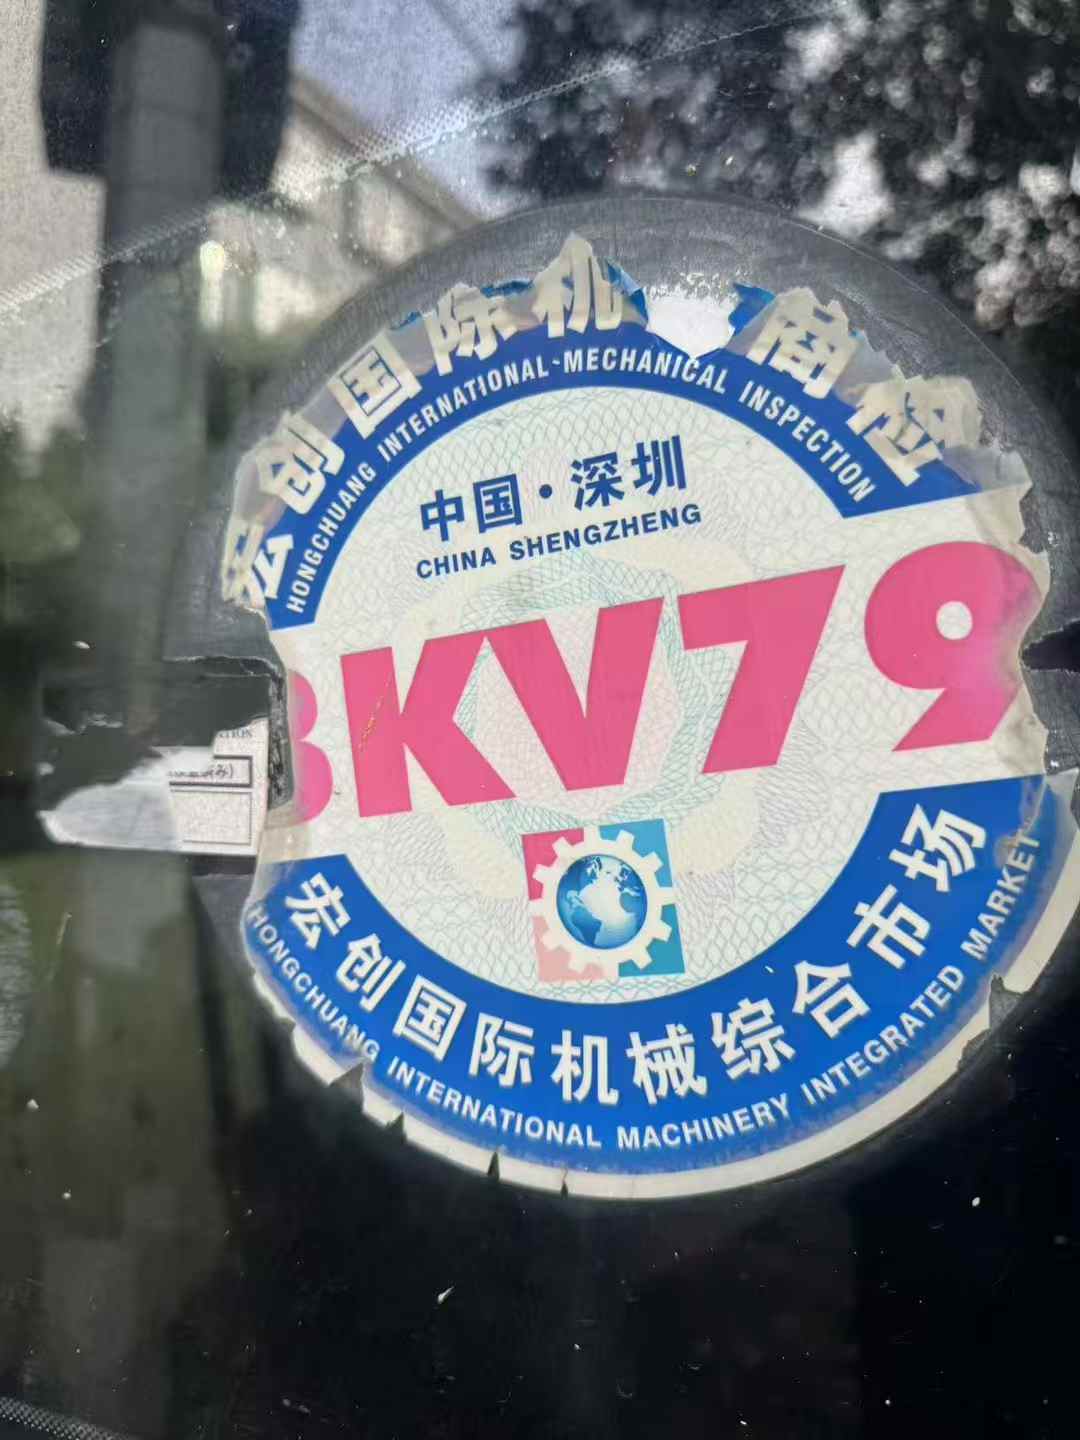 宏创国际机 商检
HONGCHUANG INTERNATIONAL-MECHANICAL INSPECTION
中国·深圳
CHINA SHENGZHENG
KV79
宏创国际机械综合市场
HONGCHUANG INTERNATIONAL MACHINERY INTEGRATED MARKET